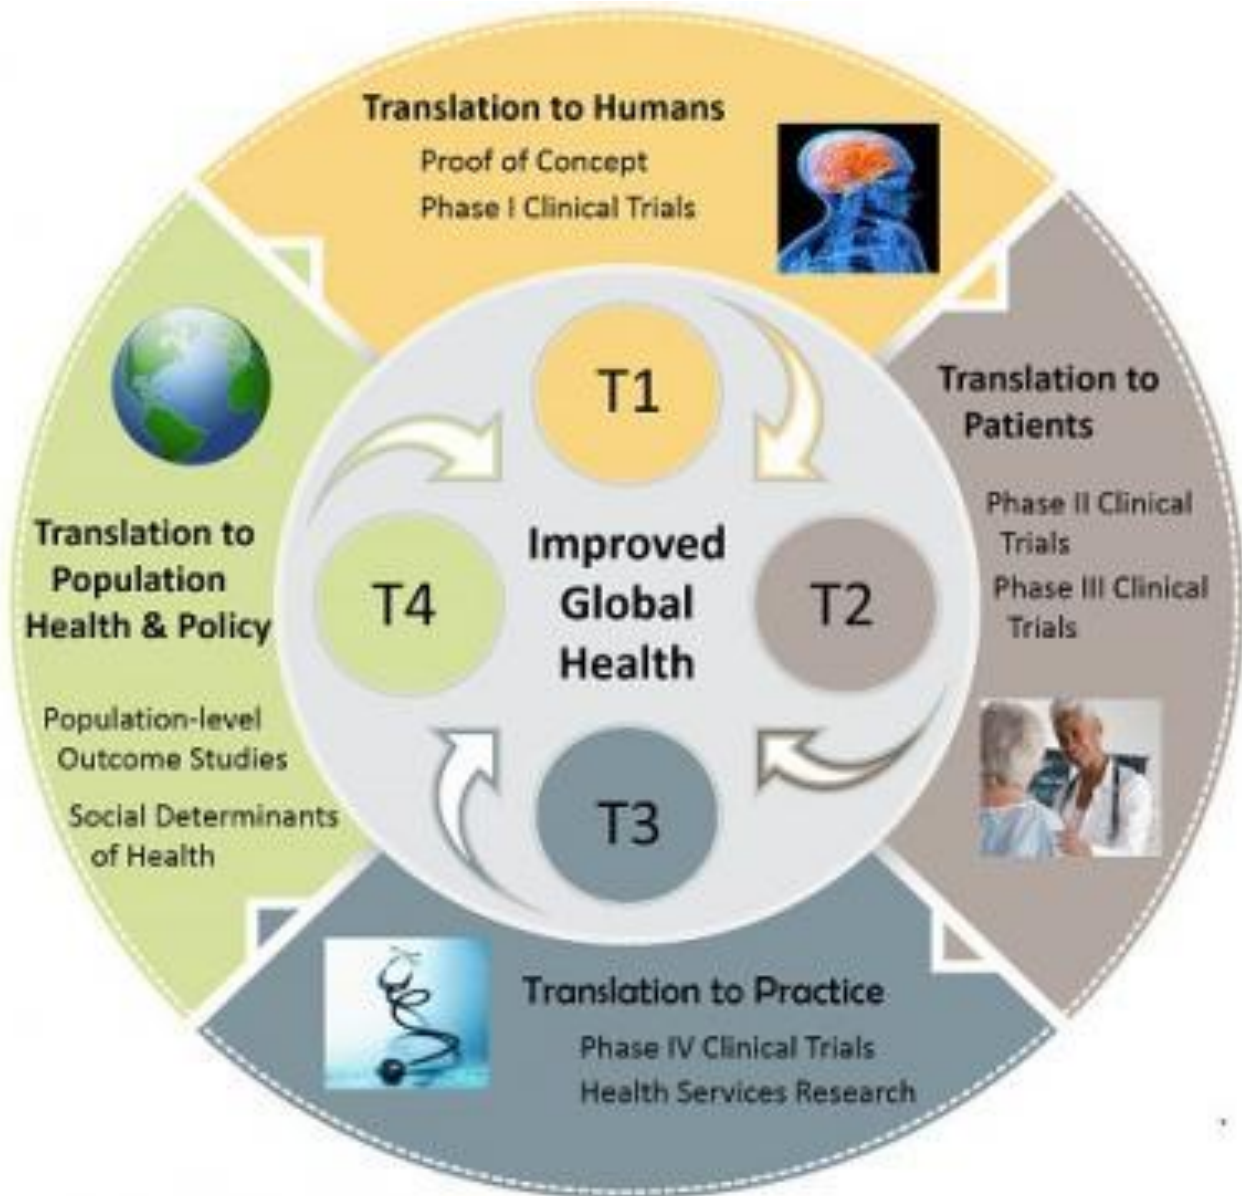 Translation to Humans
Proof of Concept
Phase I Clinical Trials
Translation to
Patients
Phase II Clinical
Trials
Phase III Clinical
Trials
Translation to Practice
Phase IV Clinical Trials
Health Services Research
Translation to
Population
Health & Policy
Population-level
Outcome Studies
Social Determinants
of Health
T1
T2
T3
T4
Improved
Global
Health